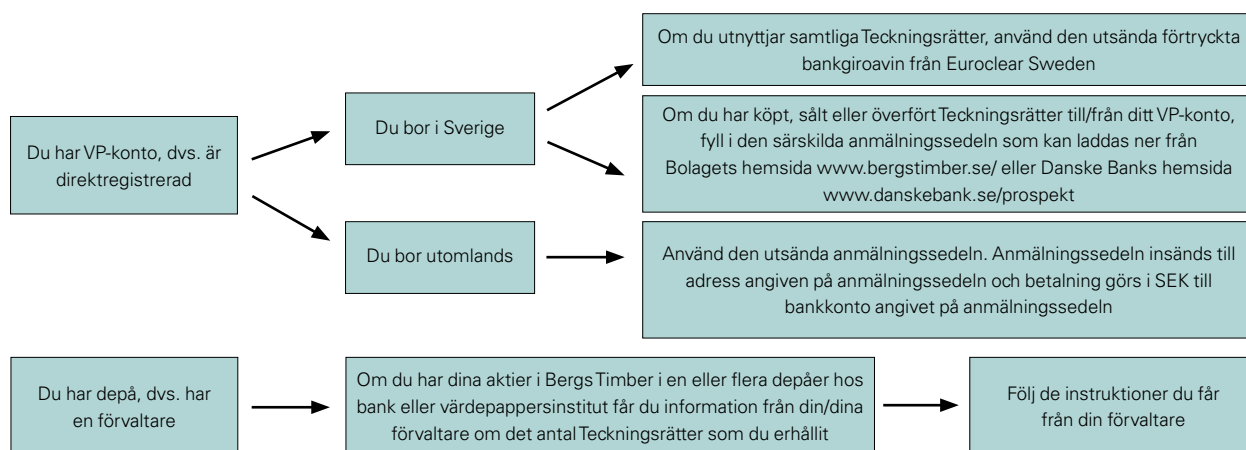 Du har VP-konto, dvs. är
direktregistrerad
Du bor i Sverige
Om du utnyttjar samtliga Teckningsrätter, använd den utsända förtryckta
bankgiroavin från Euroclear Sweden
Om du har köpt, sålt eller överfört Teckningsrätter till/från ditt VP-konto,
fyll i den särskilda anmälningssedeln som kan laddas ner från
Bolagets hemsida www.bergstimber.se/ eller Danske Banks hemsida
www.danskebank.se/prospekt
Du bor utomlands
Använd den utsända anmälningssedeln. Anmälningssedeln insänds till
adress angiven på anmälningssedeln och betalning görs i SEK till
bankkonto angivet på anmälningssedeln
Du har depå, dvs. har
en förvaltare
Om du har dina aktier i Bergs Timber i en eller flera depåer hos
bank eller värdepappersinstitut får du information från din/dina
förvaltare om det antal Teckningsrätter som du erhållit
Följ de instruktioner du får
från din förvaltare